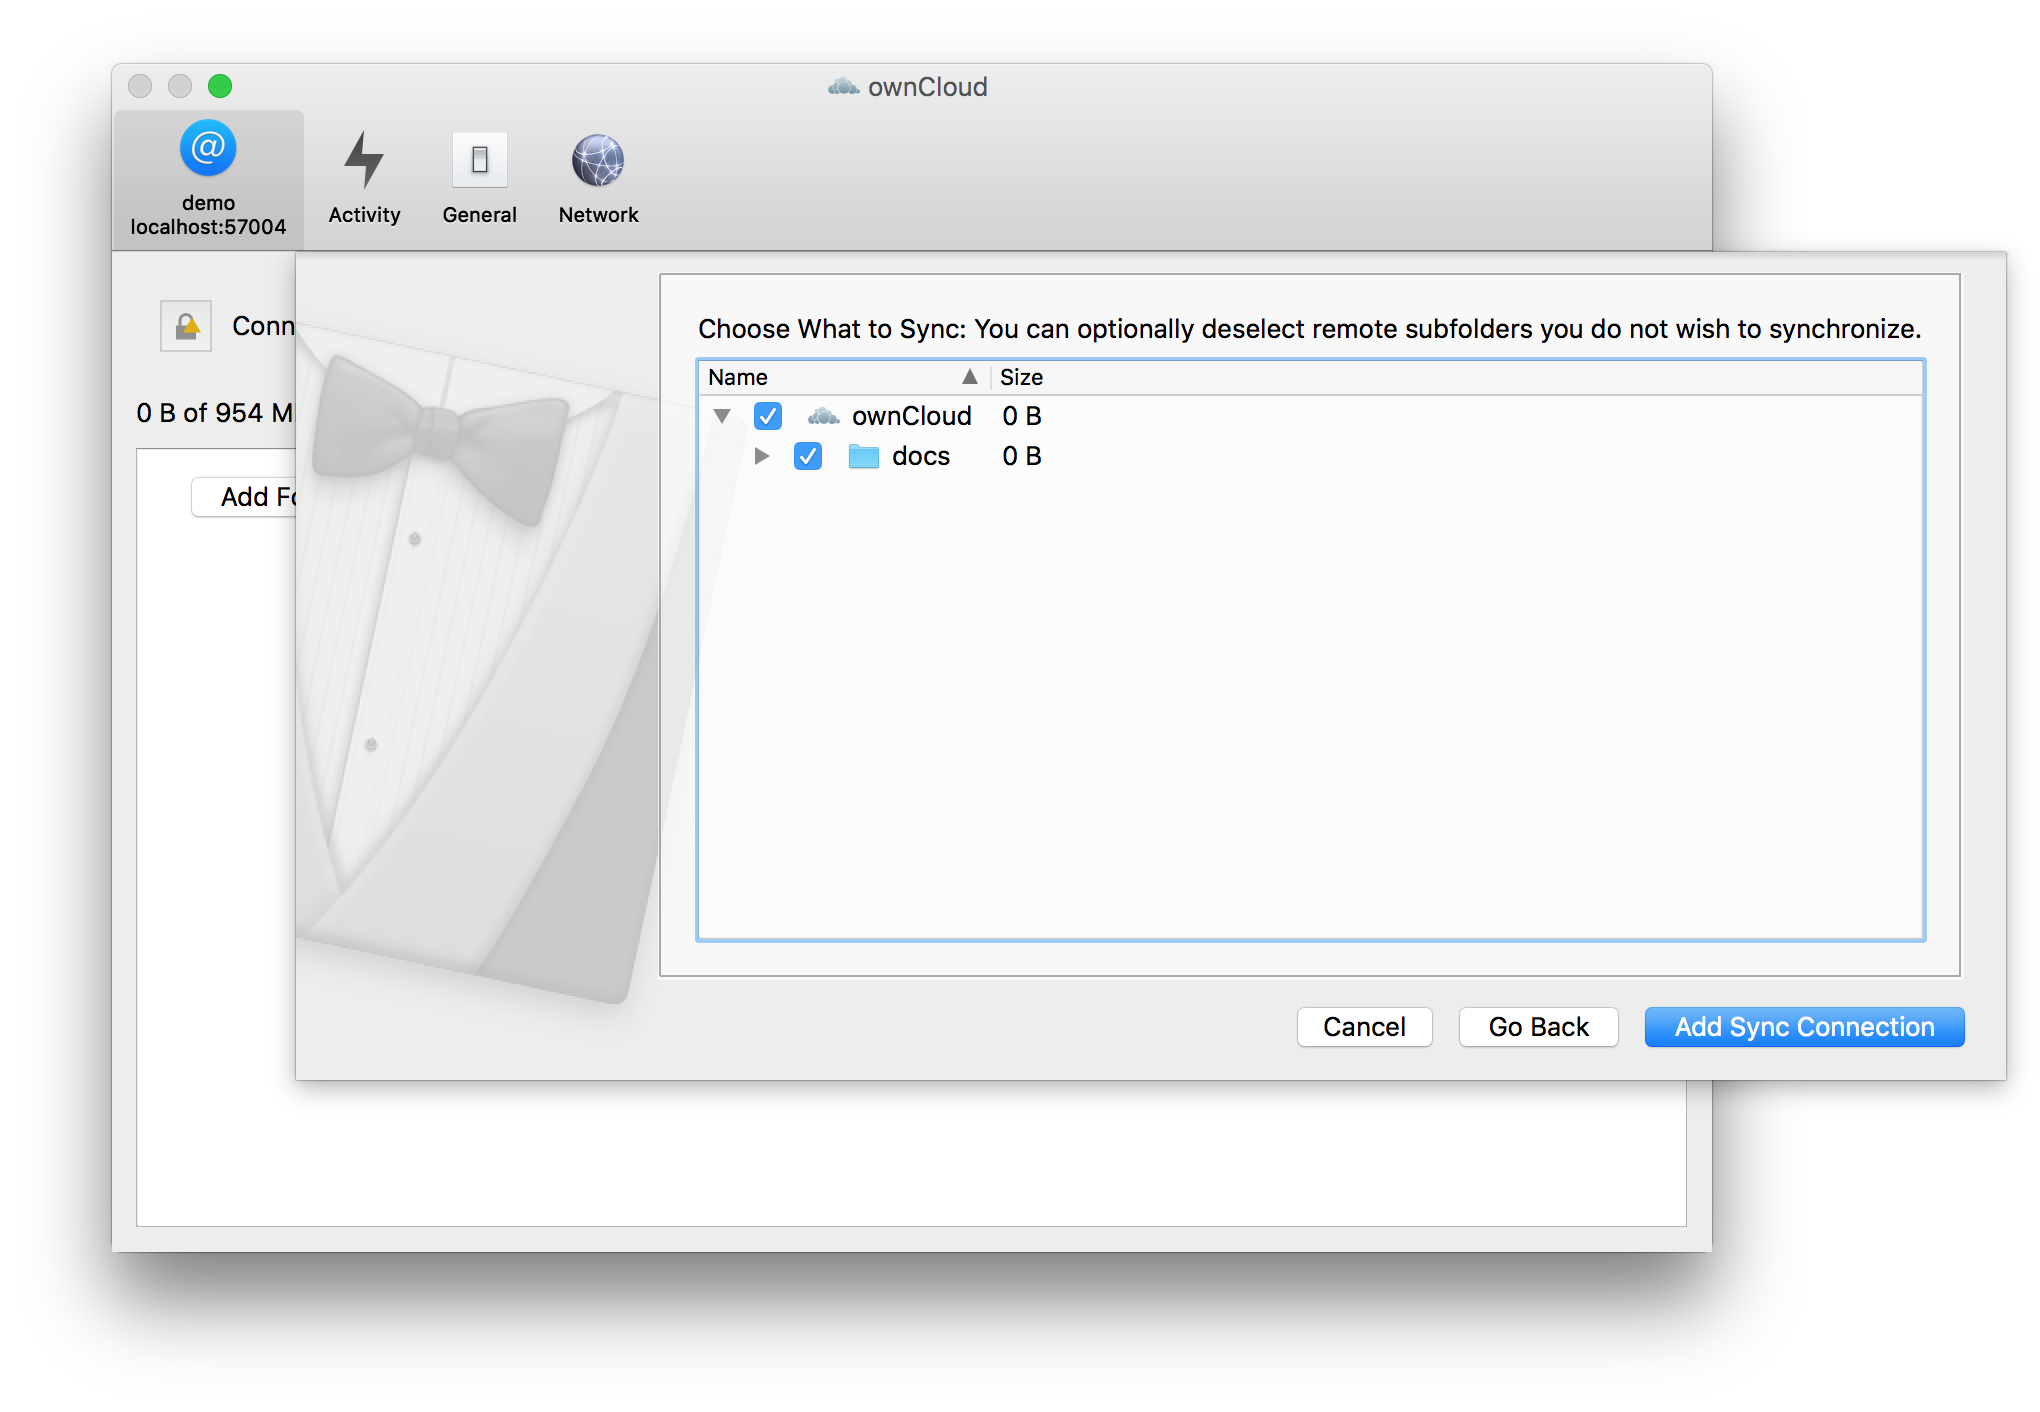 ownCloud
demo
localhost:57004
Activity
General
Network
Conn
0 B of 954 M
Add Fo
Choose What to Sync: You can optionally deselect remote subfolders you do not wish to synchronize.
Name Size
ownCloud 0 B
docs 0 B
Cancel Go Back Add Sync Connection